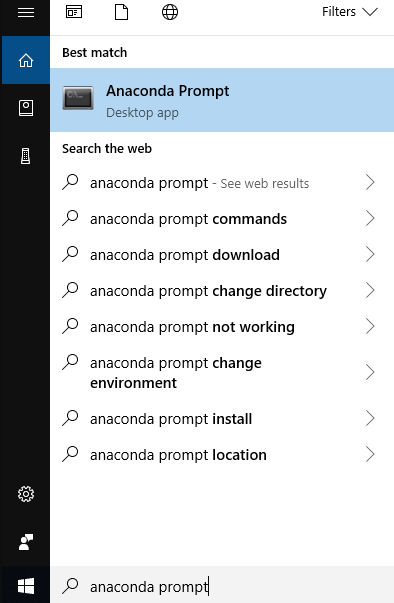 Filters
Best match
Anaconda Prompt
Desktop app
Search the web
anaconda prompt - See web results
anaconda prompt commands
anaconda prompt download
anaconda prompt change directory
anaconda prompt not working
anaconda prompt change
environment
anaconda prompt install
anaconda prompt location
anaconda prompt